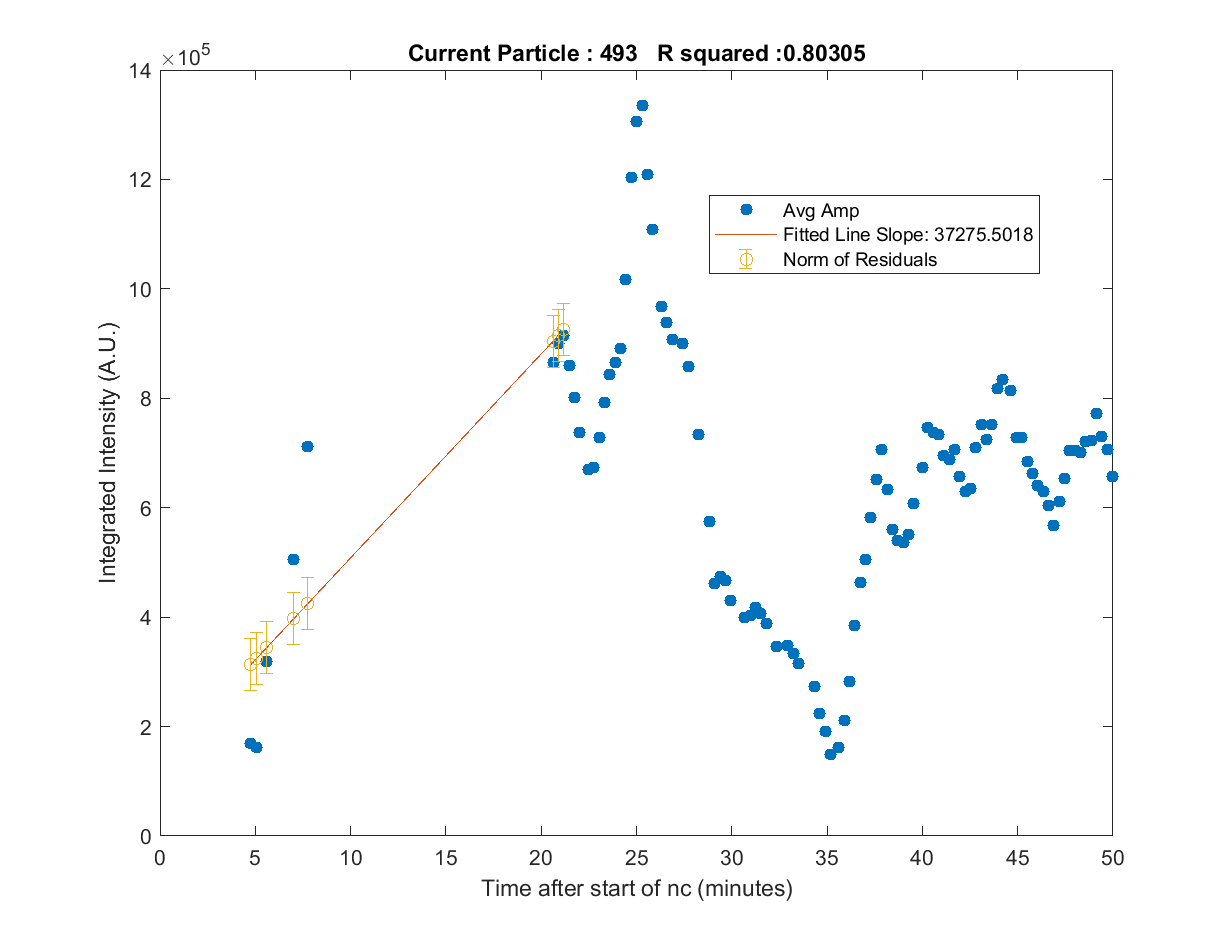 Current Particle : 493 R squared :0.80305
×10^5
14
12
10
8
6
4
2
0
Integrated Intensity (A.U.)
Avg Amp
Fitted Line Slope: 37275.5018
Norm of Residuals
0 5 10 15 20 25 30 35 40 45 50
Time after start of nc (minutes)